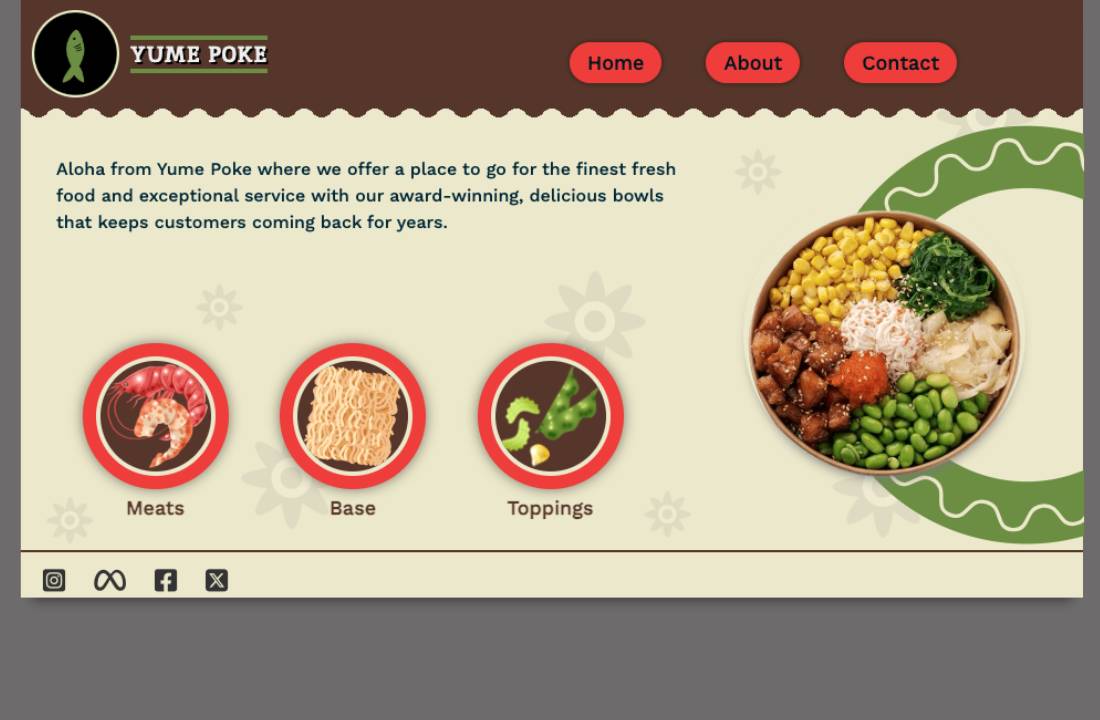 YUME POKE
Home About Contact
Aloha from Yume Poke where we offer a place to go for the finest fresh
food and exceptional service with our award-winning, delicious bowls
that keeps customers coming back for years.
Meats Base Toppings